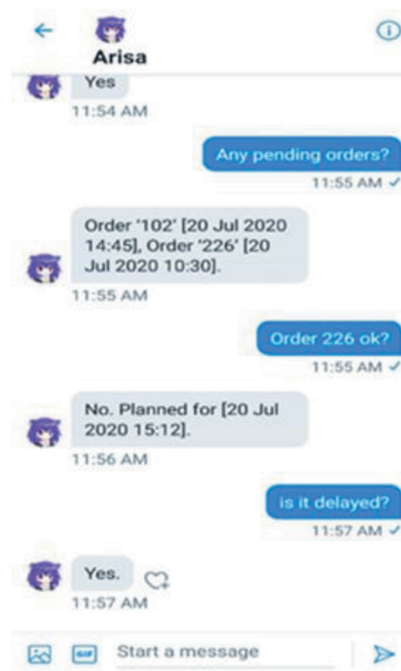 Arisa
Yes
11:54 AM
Any pending orders?
11:55 AM
Order ‘102’ [20 Jul 2020
14:45], Order ‘226’ [20
Jul 2020 10:30].
11:55 AM
Order 226 ok?
11:55 AM
No. Planned for [20 Jul
2020 15:12].
11:56 AM
is it delayed?
11:57 AM
Yes.
11:57 AM
GIF
Start a message